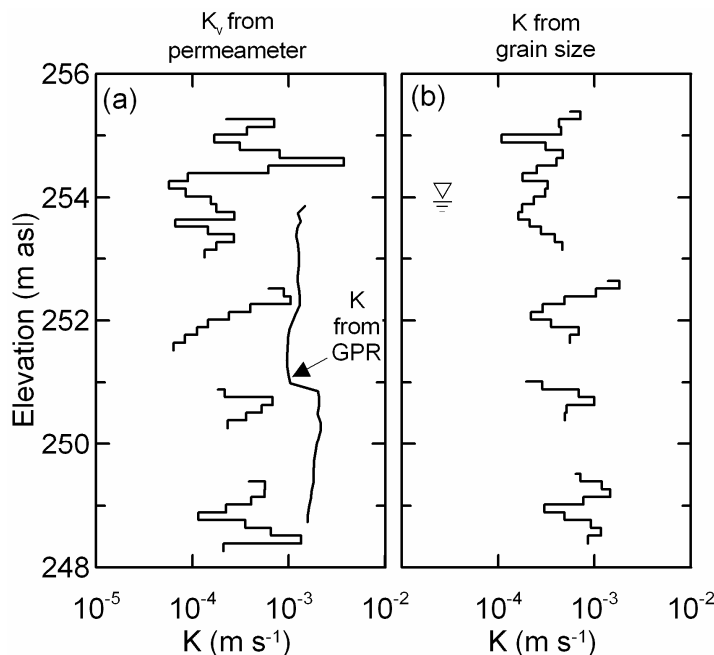 Kᵥ from
permeameter
K from
grain size
(a)
(b)
256
254
252
250
248
Elevation (m asl)
K
from
GPR
10⁻⁵ 10⁻⁴ 10⁻³ 10⁻² 10⁻⁴ 10⁻³ 10⁻²
K (m s⁻¹)
K (m s⁻¹)